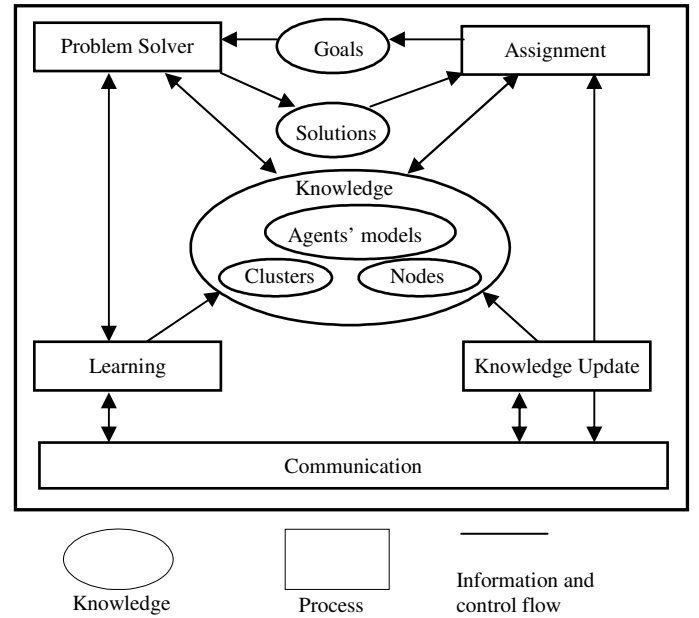 Problem Solver
Goals
Assignment
Solutions
Knowledge
Agents’ models
Clusters
Nodes
Learning
Knowledge Update
Communication
Knowledge
Process
Information and
control flow